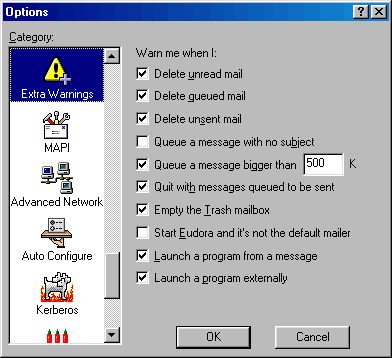 Options
Category:
Extra Warnings
MAPI
Advanced Network
Auto Configure
Kerberos
Warn me when I:
Delete unread mail
Delete queued mail
Delete unsent mail
Queue a message with no subject
Queue a message bigger than 500 K
Quit with messages queued to be sent
Empty the Trash mailbox
Start Eudora and it's not the default mailer
Launch a program from a message
Launch a program externally
OK Cancel